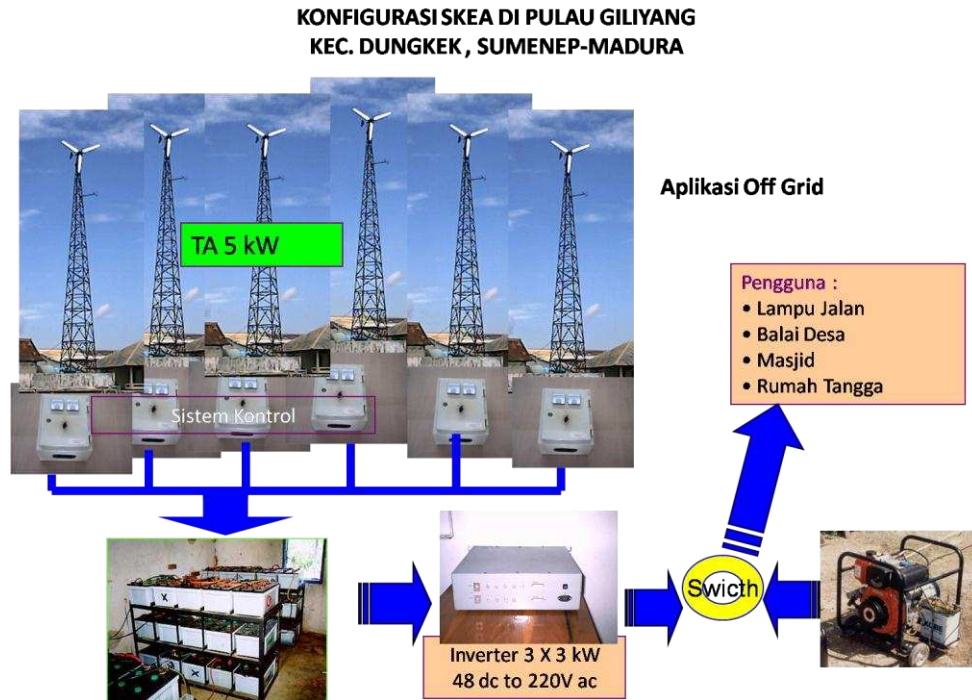 KONFIGURASI SKEA DI PULAU GILIYANG
KEC. DUNGKEK , SUMENEP-MADURA
Aplikasi Off Grid
TA 5 kW
Pengguna :
• Lampu Jalan
• Balai Desa
• Masjid
• Rumah Tangga
Sistem Kontrol
Swicth
Inverter 3 X 3 kW
48 dc to 220V ac